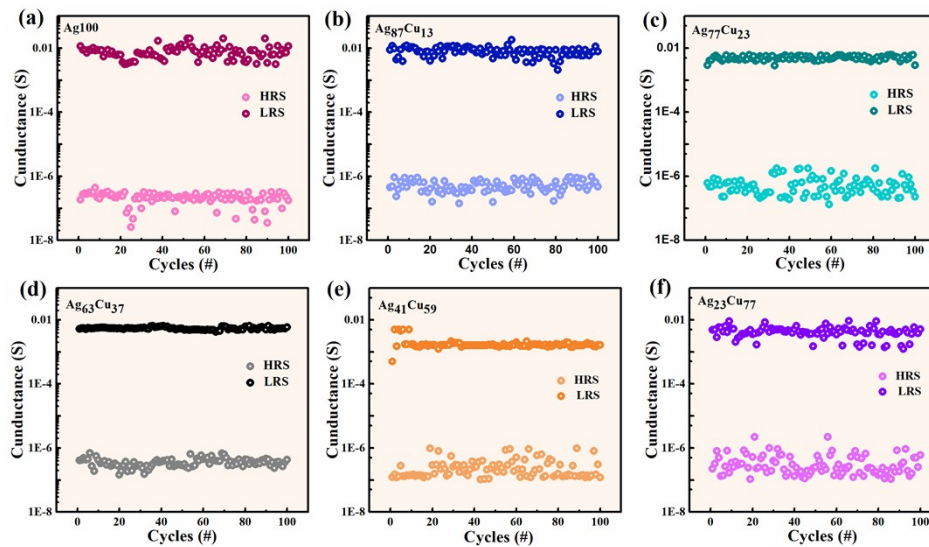 (a)
Ag100
Cunductance (S)
0.01
1E-4
1E-6
1E-8
HRS
LRS
0 20 40 60 80 100
Cycles (#)
(b)
Ag87Cu13
Cunductance (S)
0.01
1E-4
1E-6
1E-8
HRS
LRS
0 20 40 60 80 100
Cycles (#)
(c)
Ag77Cu23
Cunductance (S)
0.01
1E-4
1E-6
1E-8
HRS
LRS
0 20 40 60 80 100
Cycles (#)
(d)
Ag63Cu37
Cunductance (S)
0.01
1E-4
1E-6
1E-8
HRS
LRS
0 20 40 60 80 100
Cycles (#)
(e)
Ag41Cu59
Cunductance (S)
0.01
1E-4
1E-6
1E-8
HRS
LRS
0 20 40 60 80 100
Cycles (#)
(f)
Ag23Cu77
Cunductance (S)
0.01
1E-4
1E-6
1E-8
HRS
LRS
0 20 40 60 80 100
Cycles (#)